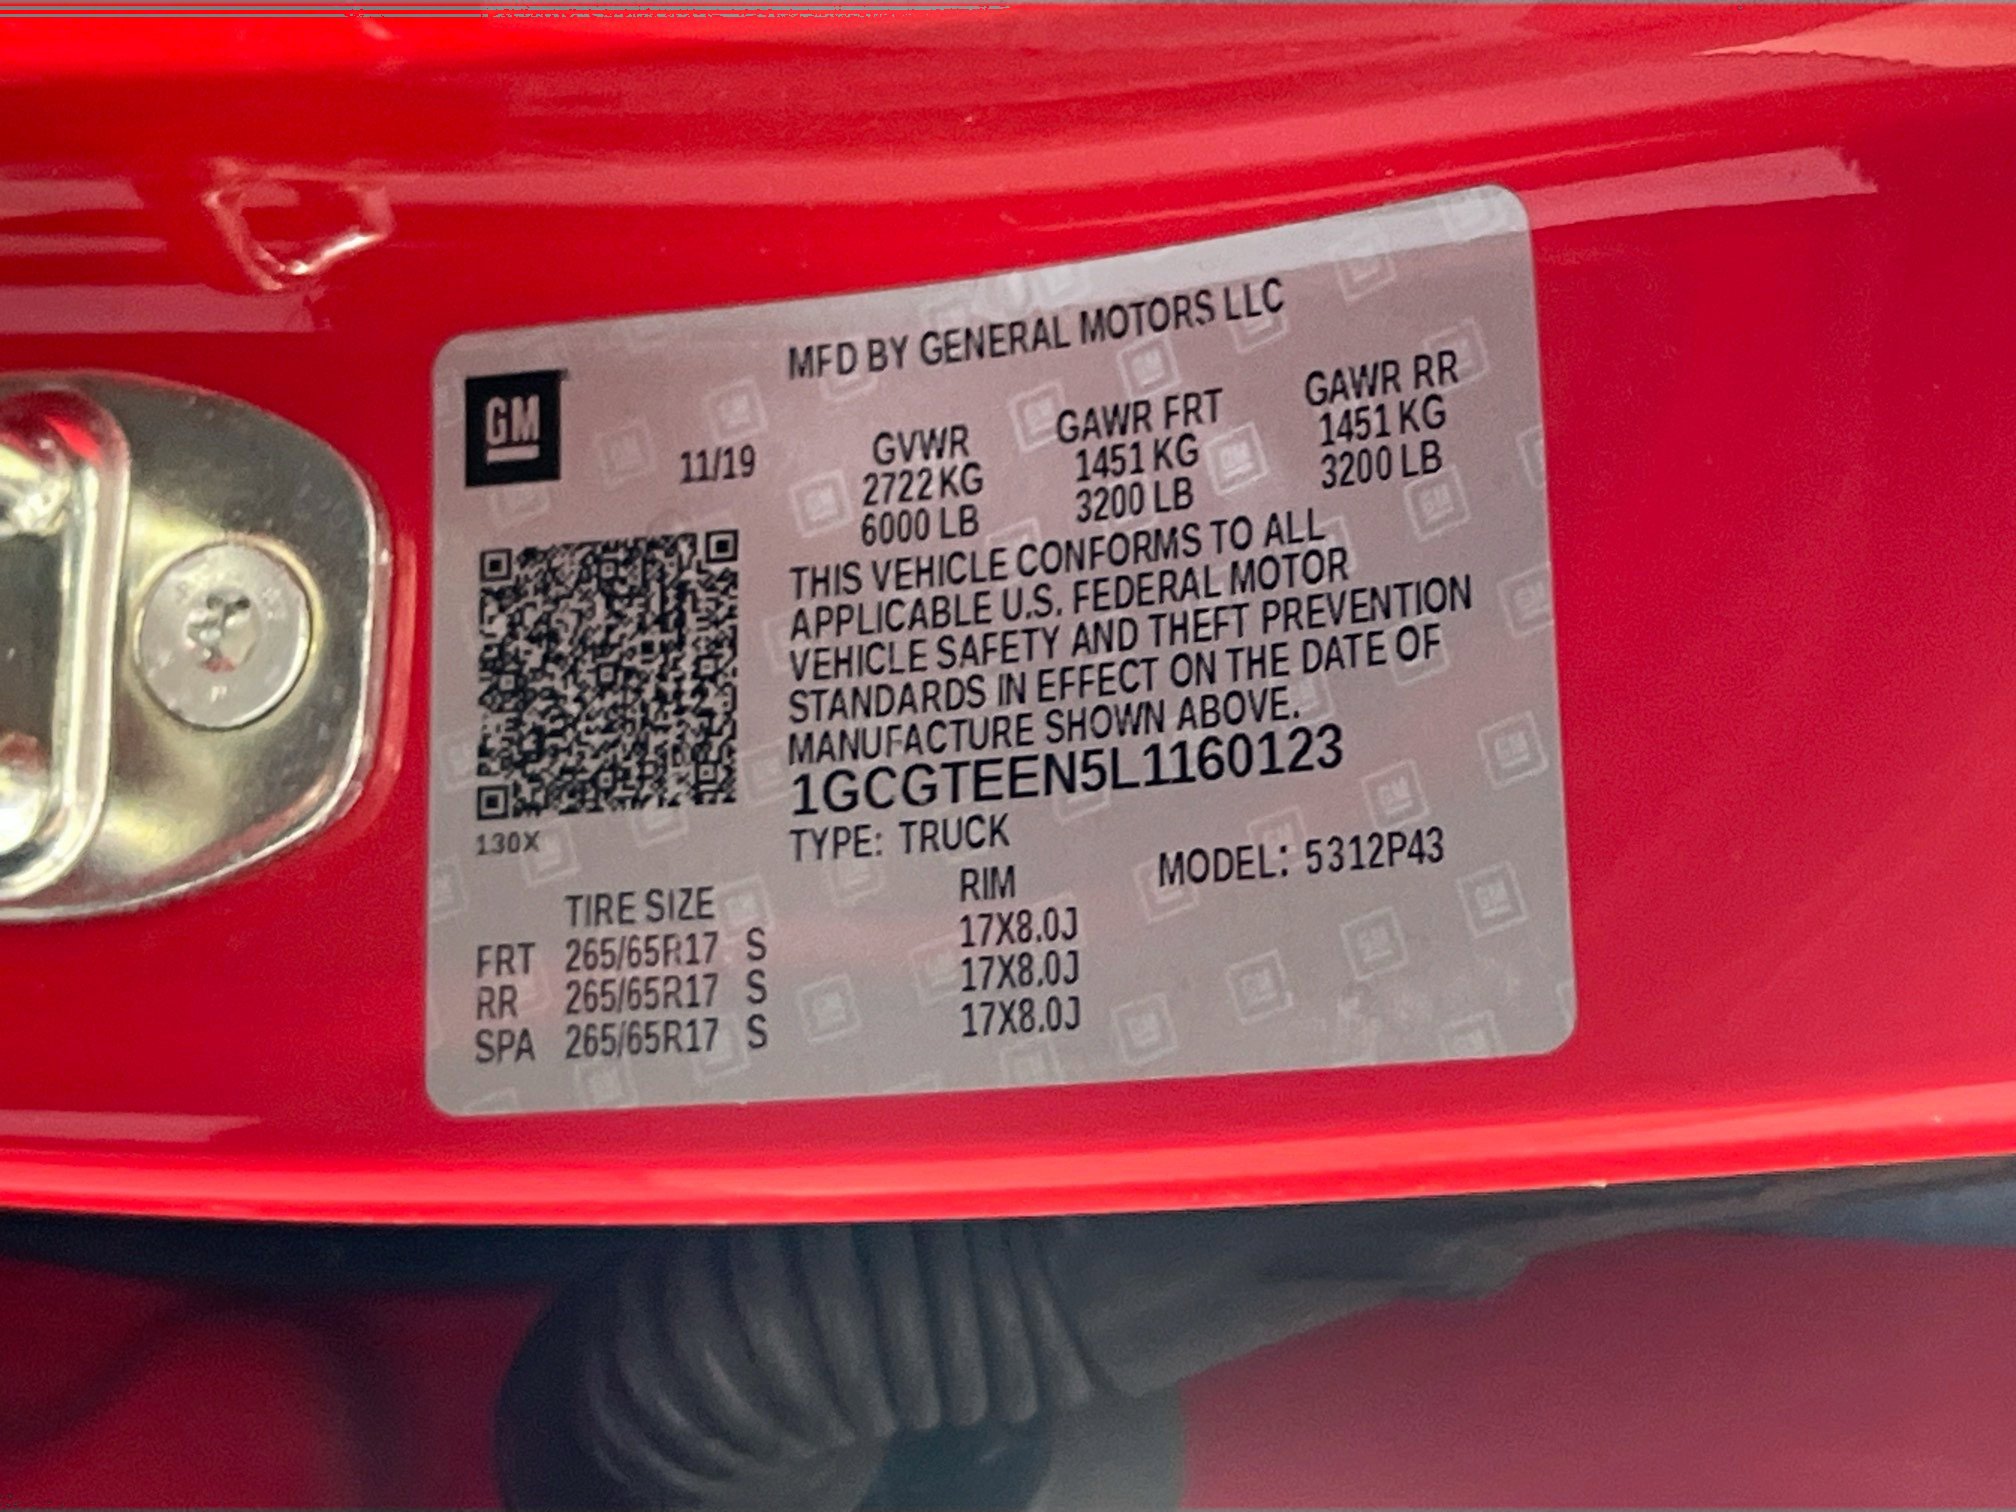 MFD BY GENERAL MOTORS LLC
GM
11/19 GVWR GAWR FRT GAWR RR
2722KG 1451 KG 1451 KG
6000 LB 3200 LB 3200 LB
THIS VEHICLE CONFORMS TO ALL
APPLICABLE U.S. FEDERAL MOTOR
VEHICLE SAFETY AND THEFT PREVENTION
STANDARDS IN EFFECT ON THE DATE OF
MANUFACTURE SHOWN ABOVE.
1GCGTEEN5L1160123
130X
TYPE: TRUCK MODEL: 5312P43
TIRE SIZE RIM
FRT 265/65R17 S 17X8.0J
RR 265/65R17 S 17X8.0J
SPA 265/65R17 S 17X8.0J